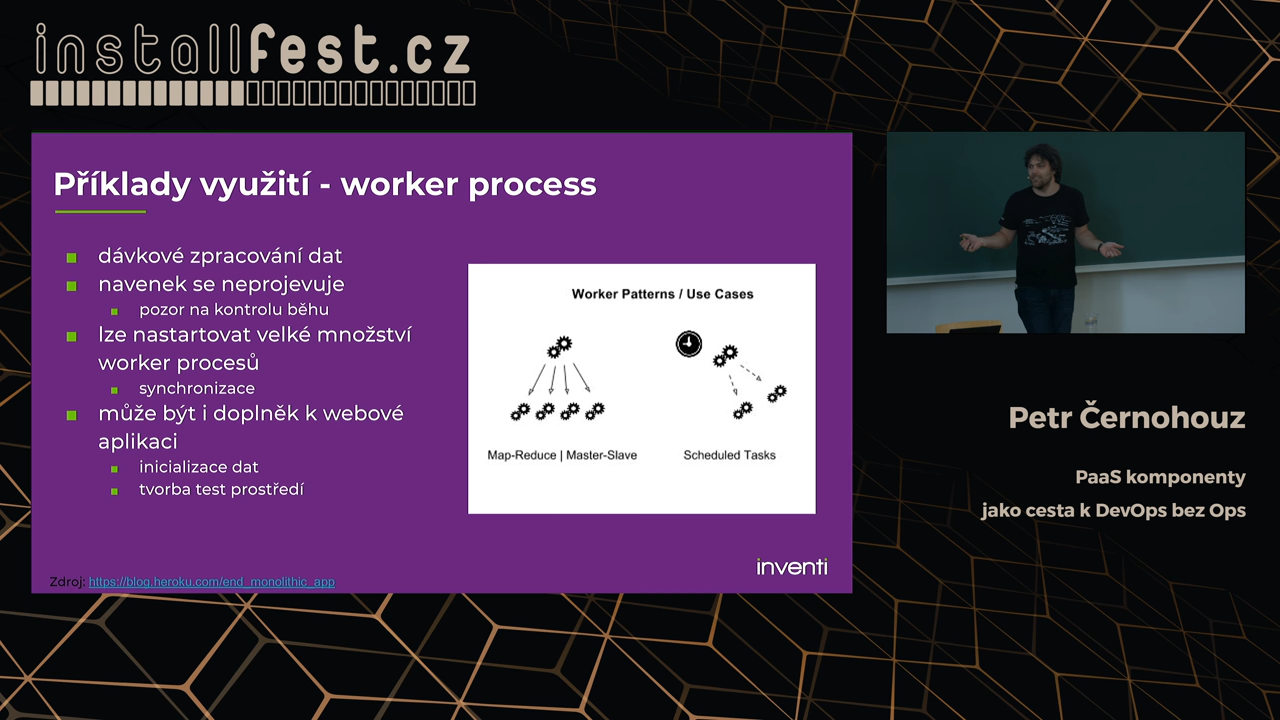 installfest.cz
Příklady využití - worker process
dávkové zpracování dat
navenek se neprojevuje
pozor na kontrolu běhu
lze nastartovat velké množství
worker procesů
synchronizace
může být i doplněk k webové
aplikaci
inicializace dat
tvorba test prostředí
Worker Patterns / Use Cases
Map-Reduce | Master-Slave
Scheduled Tasks
inventi
Zdroj: https://blog.heroku.com/end_monolithic_app
Petr Černohouz
PaaS komponenty
jako cesta k DevOps bez Ops